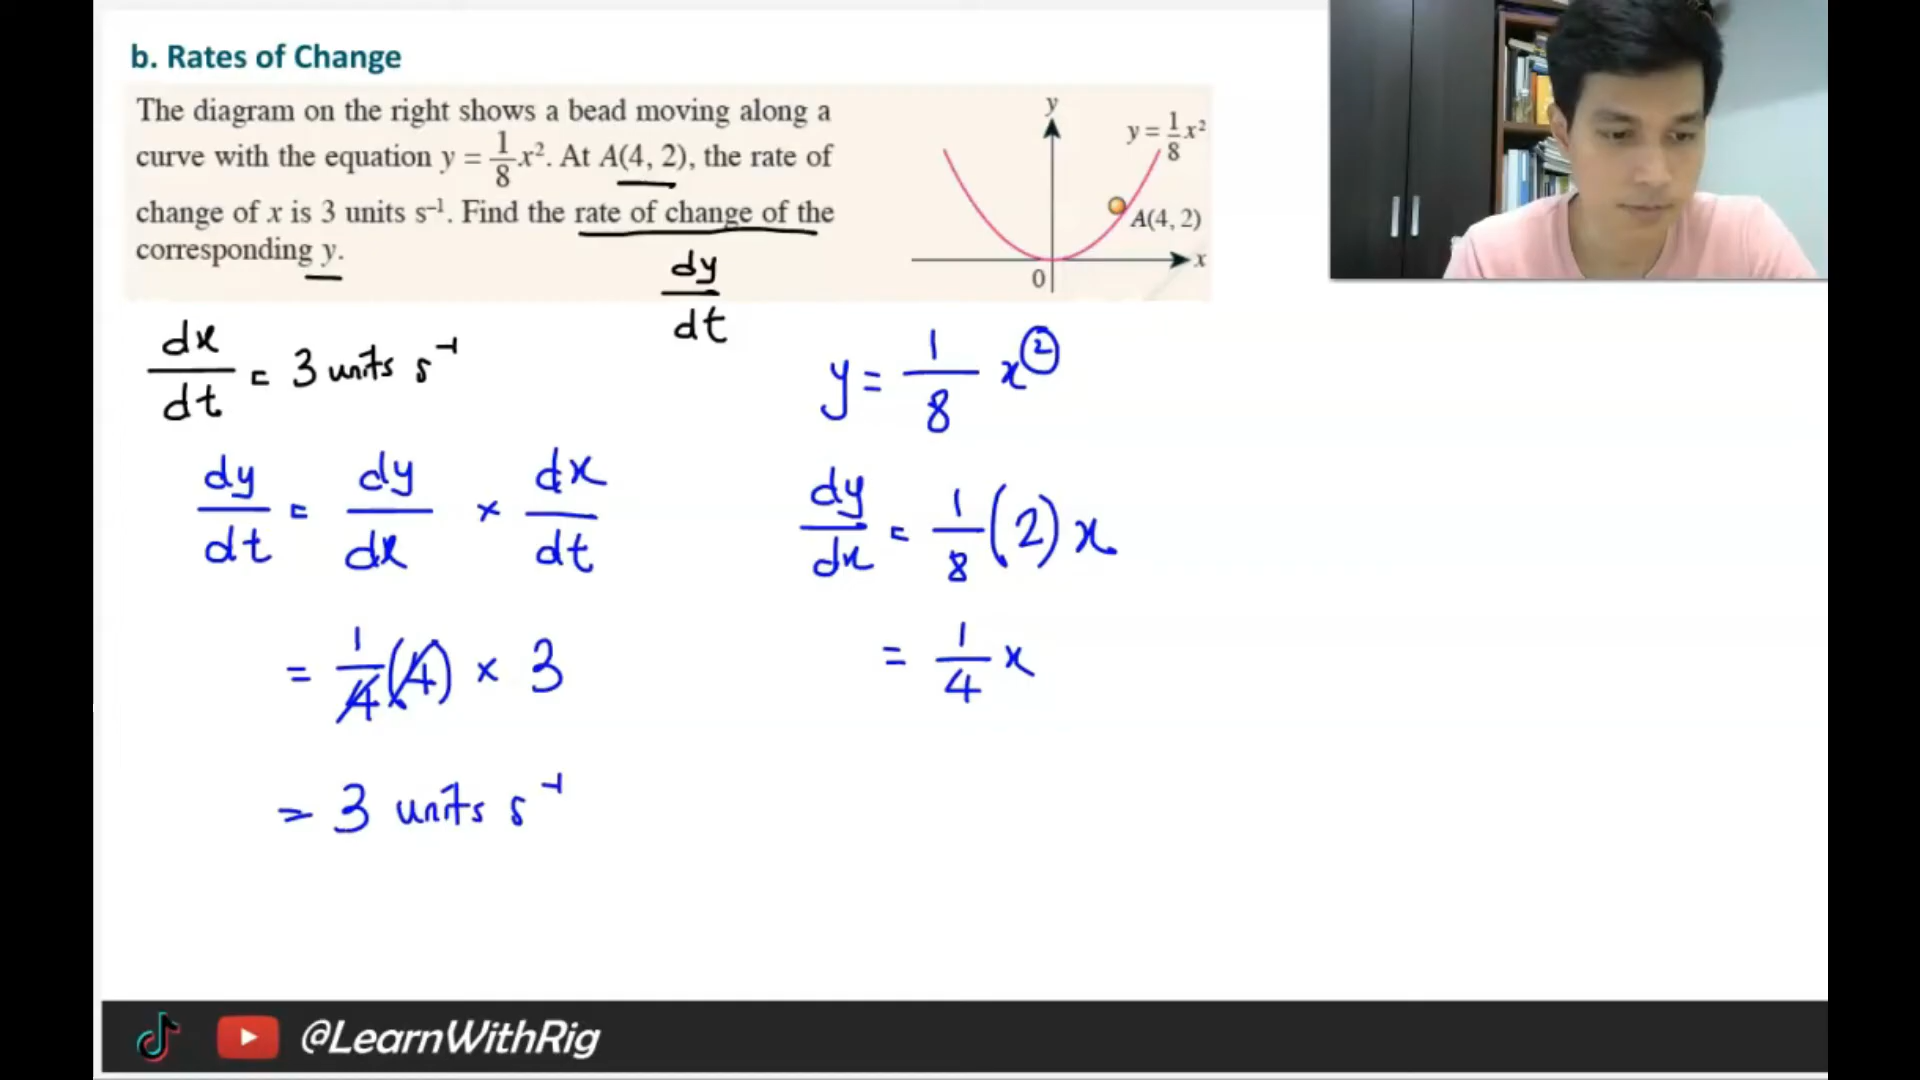 b. Rates of Change
The diagram on the right shows a bead moving along a
curve with the equation y = 1/8 x². At A(4, 2), the rate of
change of x is 3 units s⁻¹. Find the rate of change of the
corresponding y.
y
y = 1/8 x²
A(4, 2)
x
0
dy/dt
dx/dt = 3 units s⁻¹
dy/dt = dy/dx × dx/dt
= 1/4 (4) × 3
= 3 units s⁻¹
y = 1/8 x²
dy/dx = 1/8 (2) x
= 1/4 x
@LearnWithRig